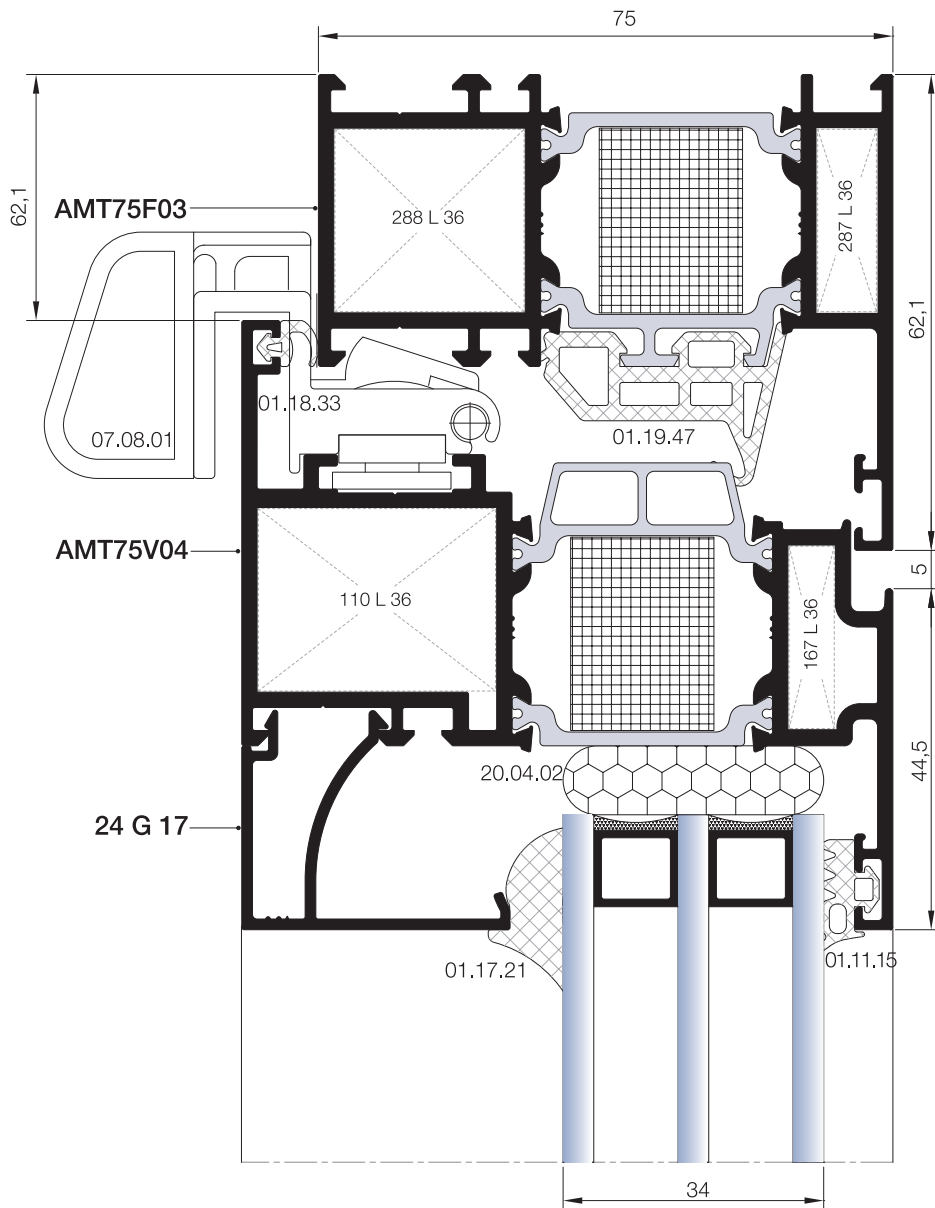 75
62,1
AMT75F03
288 L 36
287 L 36
62,1
01.18.33
07.08.01
01.19.47
AMT75V04
110 L 36
167 L 36
5
44,5
20.04.02
24 G 17
01.17.21
01.11.15
34